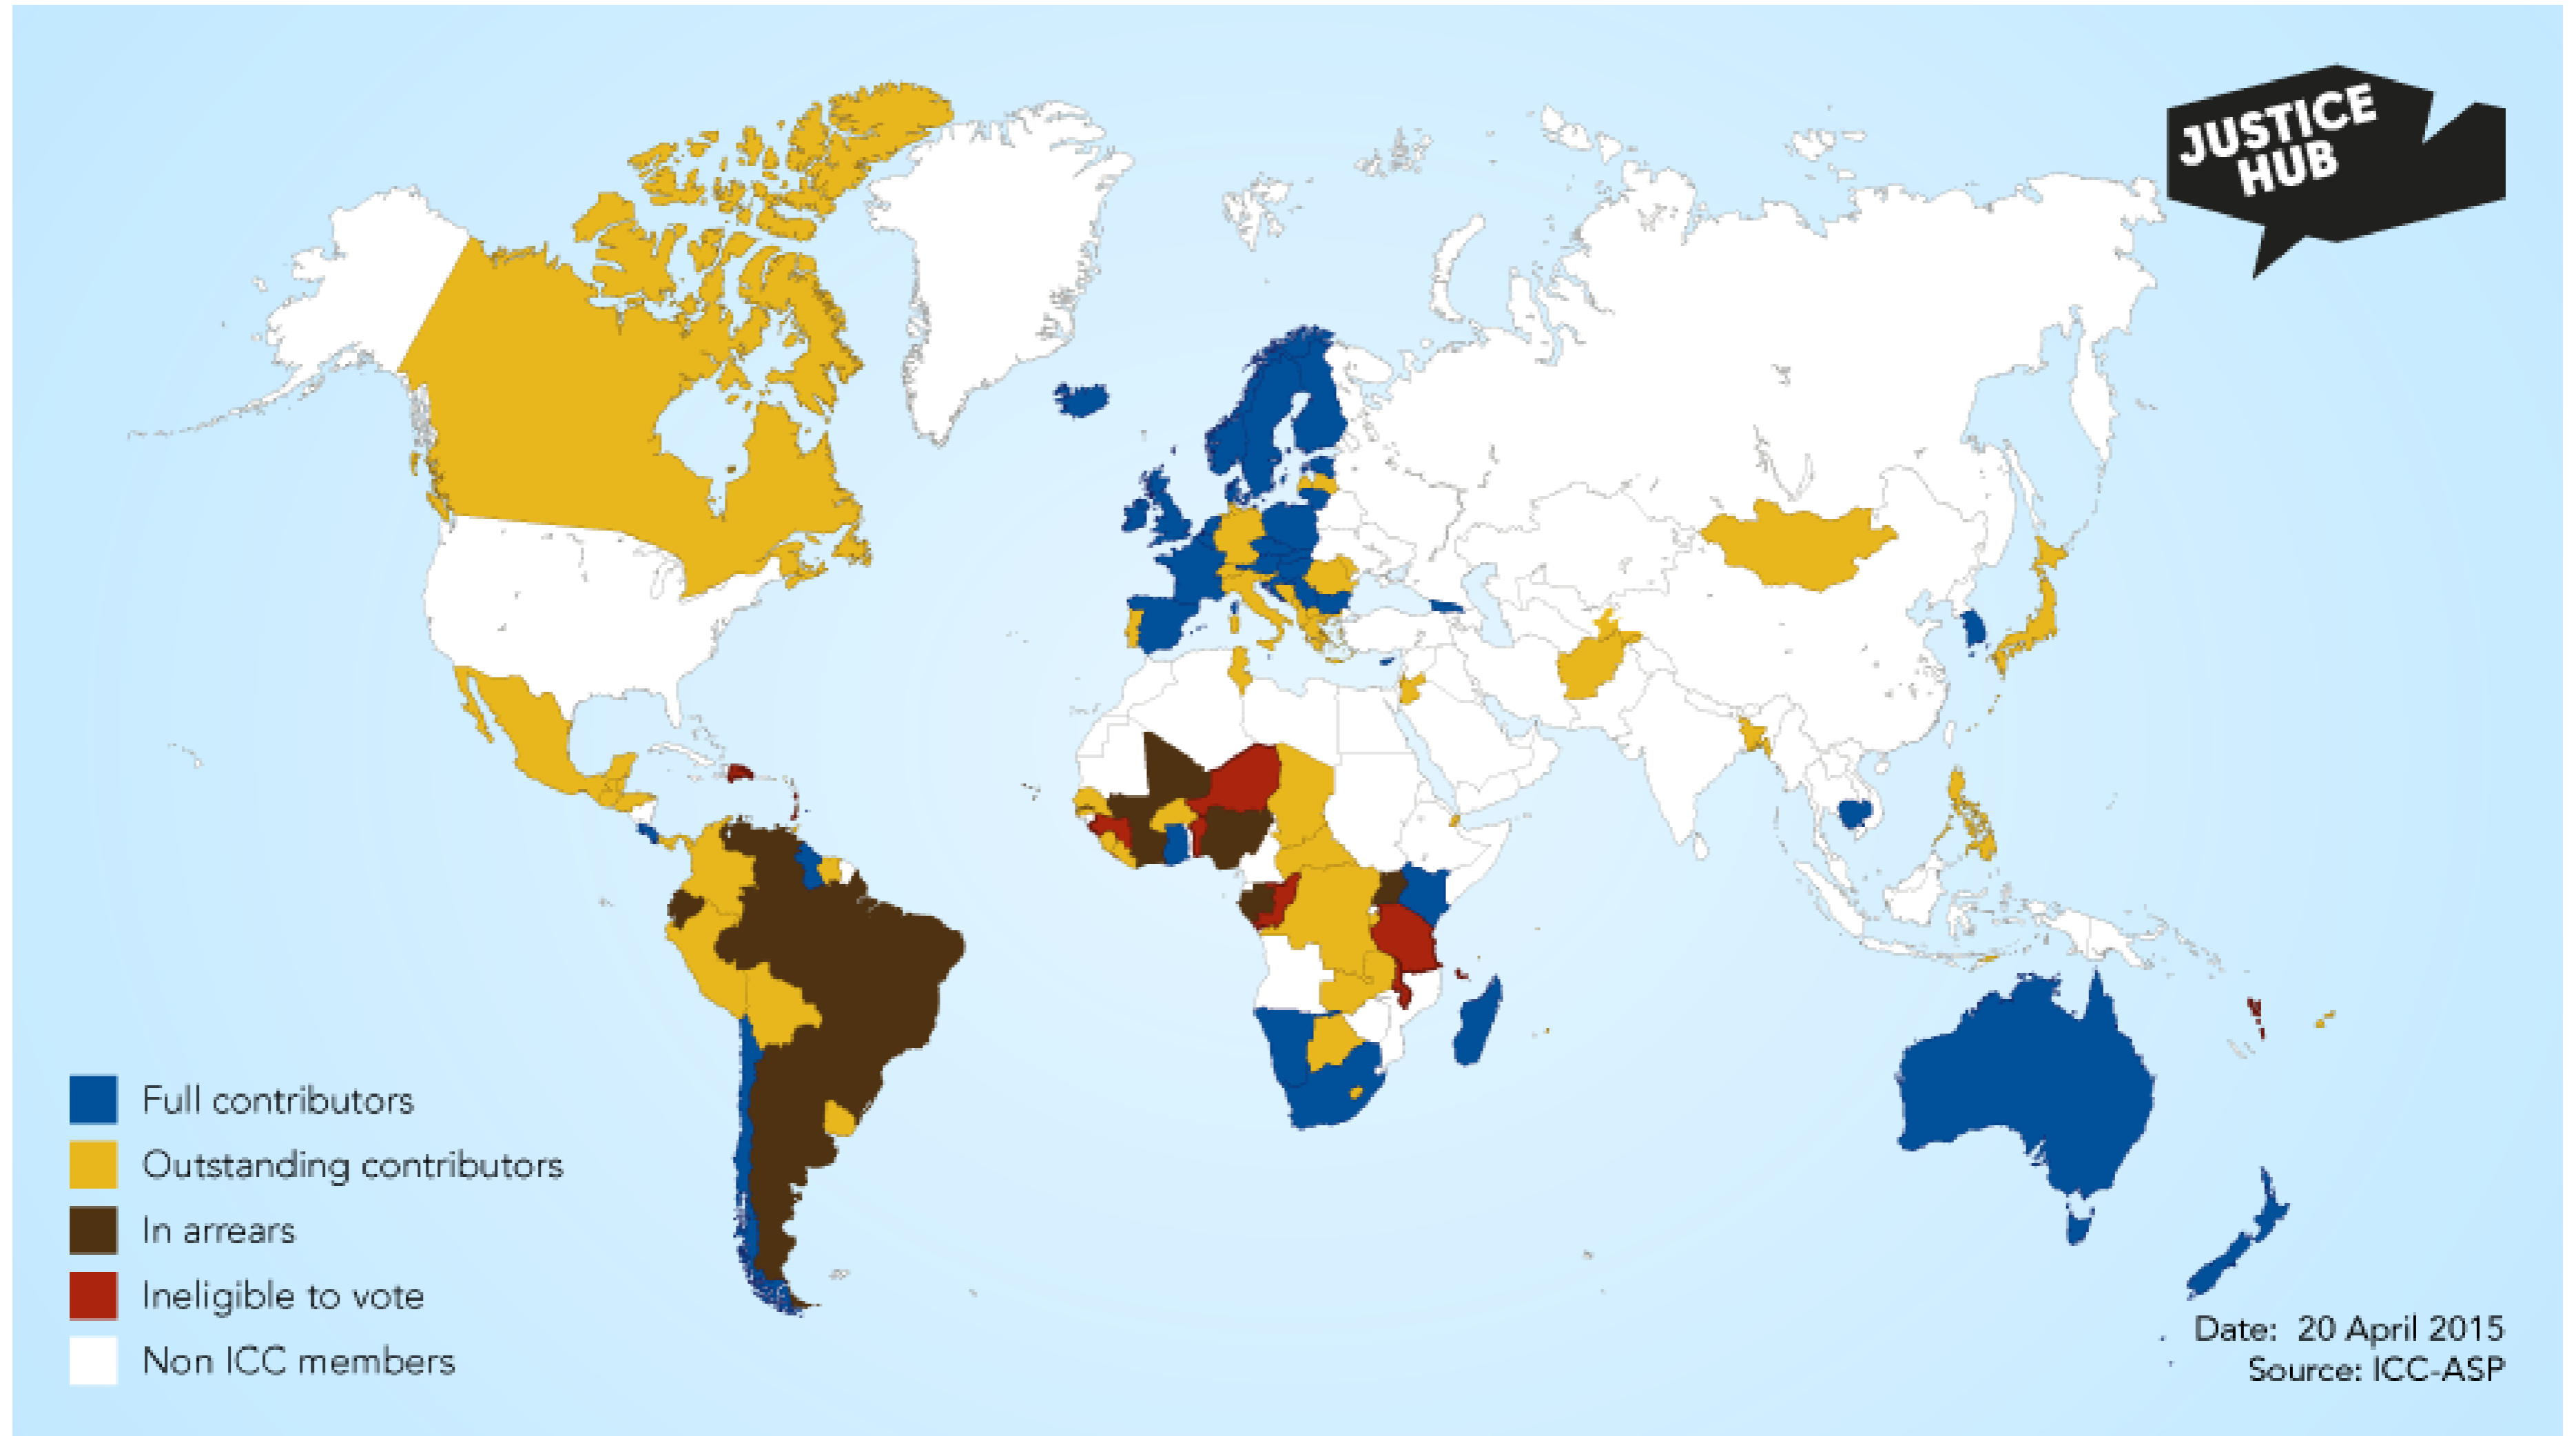 JUSTICE
HUB
Full contributors
Outstanding contributors
In arrears
Ineligible to vote
Non ICC members
Date: 20 April 2015
Source: ICC-ASP